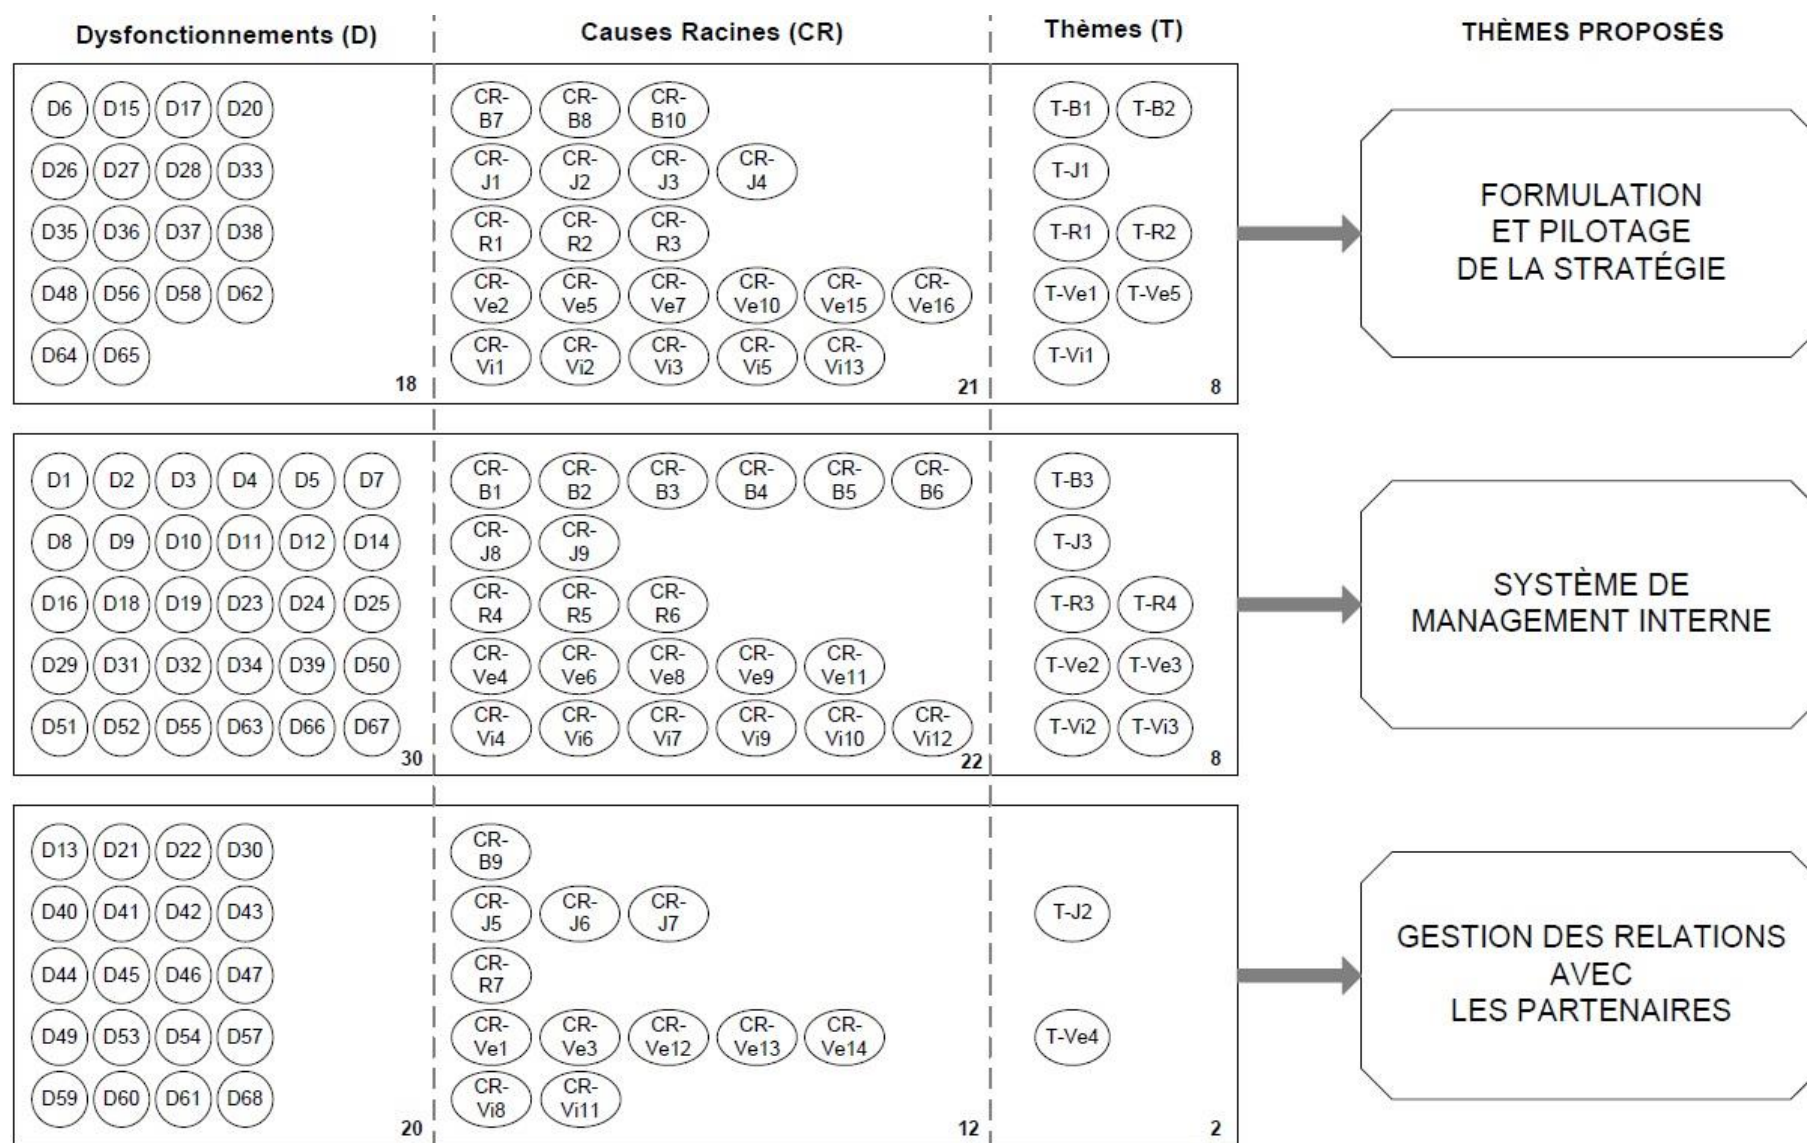 Dysfonctionnements (D)
Causes Racines (CR)
Thèmes (T)
THÈMES PROPOSÉS
D6 D15 D17 D20
D26 D27 D28 D33
D35 D36 D37 D38
D48 D56 D58 D62
D64 D65
18
CR-
B7
CR-
B8
CR-
B10
CR-
J1
CR-
J2
CR-
J3
CR-
J4
CR-
R1
CR-
R2
CR-
R3
CR-
Ve2
CR-
Ve5
CR-
Ve7
CR-
Ve10
CR-
Ve15
CR-
Ve16
CR-
Vi1
CR-
Vi2
CR-
Vi3
CR-
Vi5
CR-
Vi13
21
T-B1 T-B2
T-J1
T-R1 T-R2
T-Ve1 T-Ve5
T-Vi1
8
FORMULATION
ET PILOTAGE
DE LA STRATÉGIE
D1 D2 D3 D4 D5 D7
D8 D9 D10 D11 D12 D14
D16 D18 D19 D23 D24 D25
D29 D31 D32 D34 D39 D50
D51 D52 D55 D63 D66 D67
30
CR-
B1
CR-
B2
CR-
B3
CR-
B4
CR-
B5
CR-
B6
CR-
J8
CR-
J9
CR-
R4
CR-
R5
CR-
R6
CR-
Ve4
CR-
Ve6
CR-
Ve8
CR-
Ve9
CR-
Ve11
CR-
Vi4
CR-
Vi6
CR-
Vi7
CR-
Vi9
CR-
Vi10
CR-
Vi12
22
T-B3
T-J3
T-R3 T-R4
T-Ve2 T-Ve3
T-Vi2 T-Vi3
8
SYSTÈME DE
MANAGEMENT INTERNE
D13 D21 D22 D30
D40 D41 D42 D43
D44 D45 D46 D47
D49 D53 D54 D57
D59 D60 D61 D68
20
CR-
B9
CR-
J5
CR-
J6
CR-
J7
CR-
R7
CR-
Ve1
CR-
Ve3
CR-
Ve12
CR-
Ve13
CR-
Ve14
CR-
Vi8
CR-
Vi11
12
T-J2
T-Ve4
2
GESTION DES RELATIONS
AVEC
LES PARTENAIRES